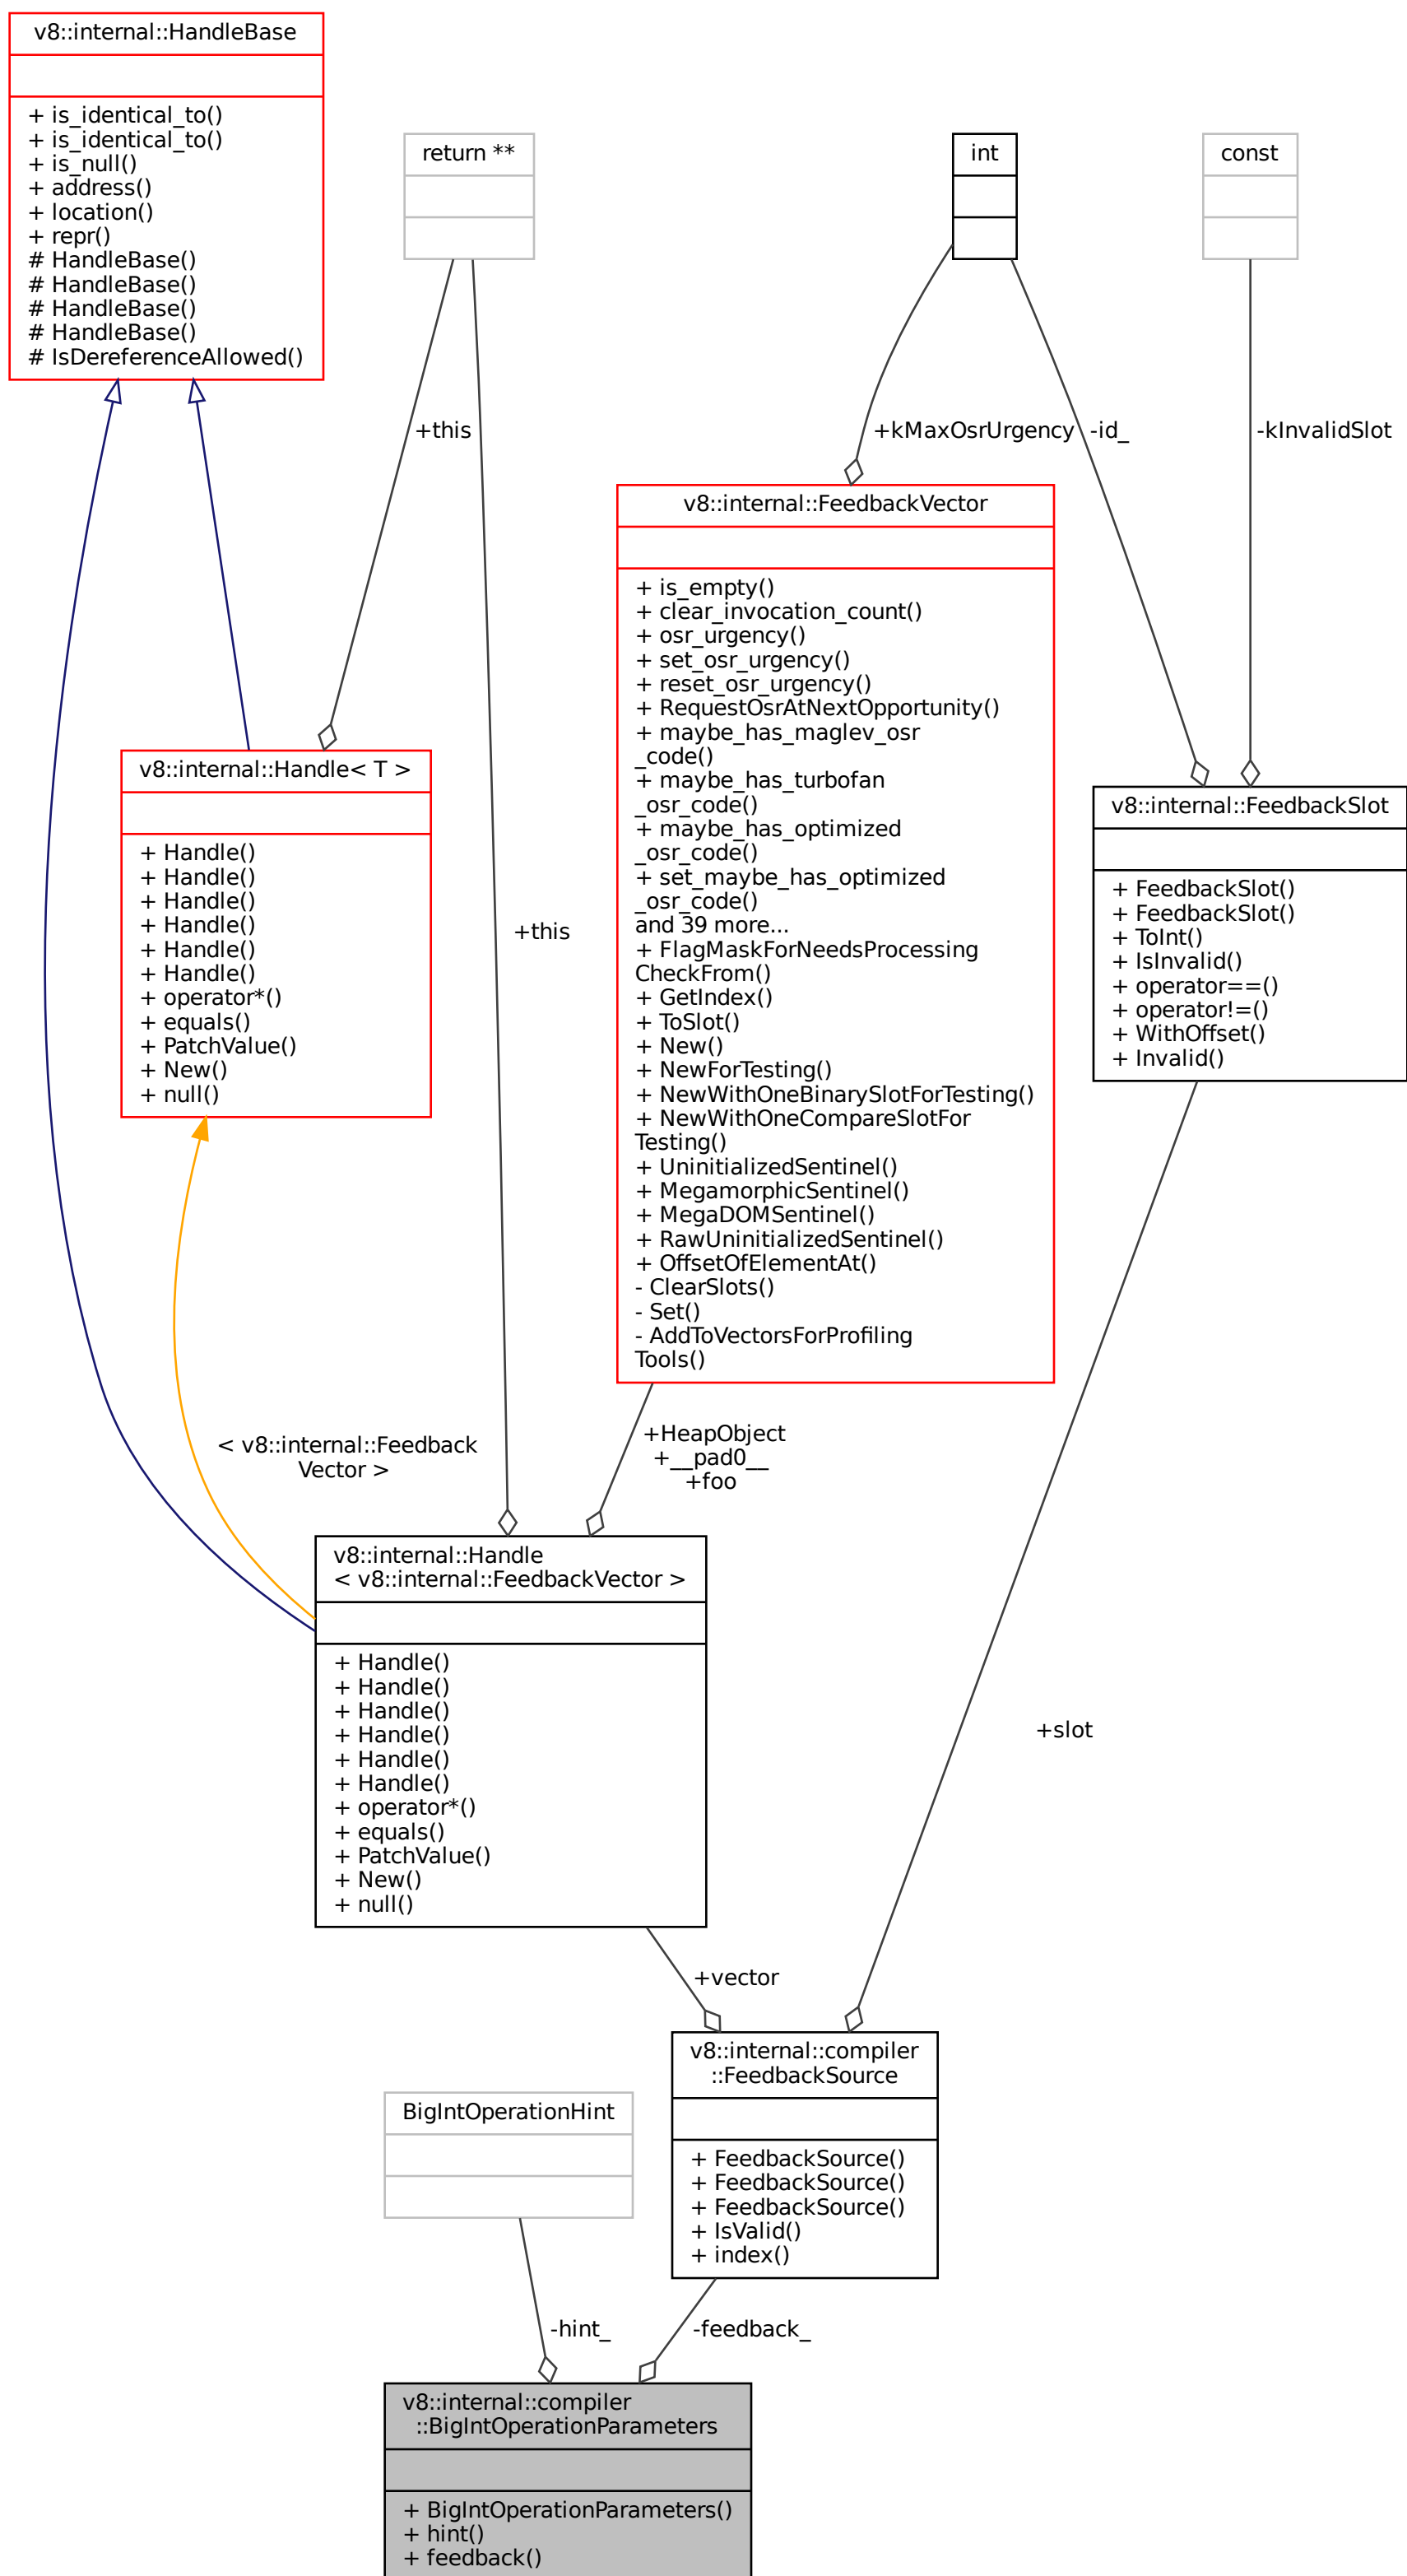 v8::internal::HandleBase
+ is_identical_to()
+ is_identical_to()
+ is_null()
+ address()
+ location()
+ repr()
# HandleBase()
# HandleBase()
# HandleBase()
# HandleBase()
# IsDereferenceAllowed()
return **
int
const
+this
+kMaxOsrUrgency
-id_
-kInvalidSlot
v8::internal::FeedbackVector
+ is_empty()
+ clear_invocation_count()
+ osr_urgency()
+ set_osr_urgency()
+ reset_osr_urgency()
+ RequestOsrAtNextOpportunity()
+ maybe_has_maglev_osr
_code()
+ maybe_has_turbofan
_osr_code()
+ maybe_has_optimized
_osr_code()
+ set_maybe_has_optimized
_osr_code()
and 39 more...
+ FlagMaskForNeedsProcessing
CheckFrom()
+ GetIndex()
+ ToSlot()
+ New()
+ NewForTesting()
+ NewWithOneBinarySlotForTesting()
+ NewWithOneCompareSlotFor
Testing()
+ UninitializedSentinel()
+ MegamorphicSentinel()
+ MegaDOMSentinel()
+ RawUninitializedSentinel()
+ OffsetOfElementAt()
- ClearSlots()
- Set()
- AddToVectorsForProfiling
Tools()
v8::internal::Handle< T >
+ Handle()
+ Handle()
+ Handle()
+ Handle()
+ Handle()
+ Handle()
+ operator*()
+ equals()
+ PatchValue()
+ New()
+ null()
+this
v8::internal::FeedbackSlot
+ FeedbackSlot()
+ FeedbackSlot()
+ ToInt()
+ IsInvalid()
+ operator==()
+ operator!=()
+ WithOffset()
+ Invalid()
< v8::internal::Feedback
Vector >
+HeapObject
+__pad0__
+foo
v8::internal::Handle
< v8::internal::FeedbackVector >
+ Handle()
+ Handle()
+ Handle()
+ Handle()
+ Handle()
+ Handle()
+ operator*()
+ equals()
+ PatchValue()
+ New()
+ null()
+slot
+vector
v8::internal::compiler
::FeedbackSource
+ FeedbackSource()
+ FeedbackSource()
+ FeedbackSource()
+ IsValid()
+ index()
BigIntOperationHint
-hint_
-feedback_
v8::internal::compiler
::BigIntOperationParameters
+ BigIntOperationParameters()
+ hint()
+ feedback()